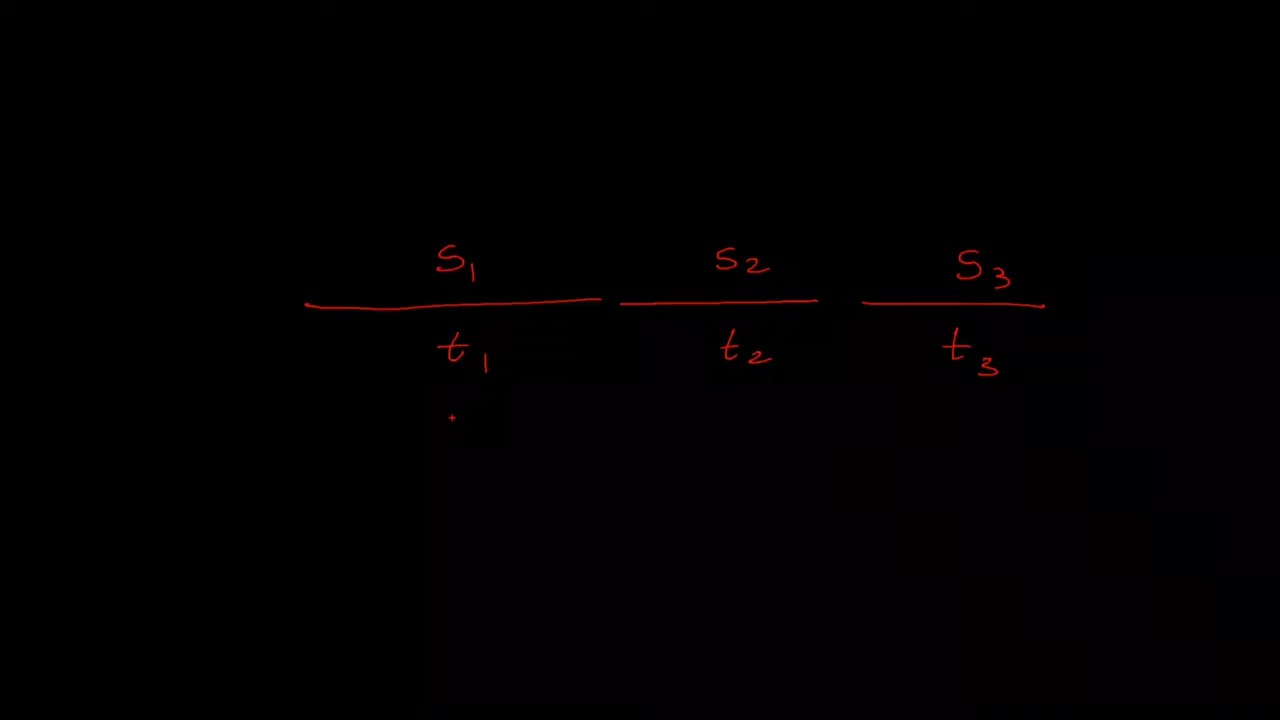 S₁ S₂ S₃
t₁ t₂ t₃